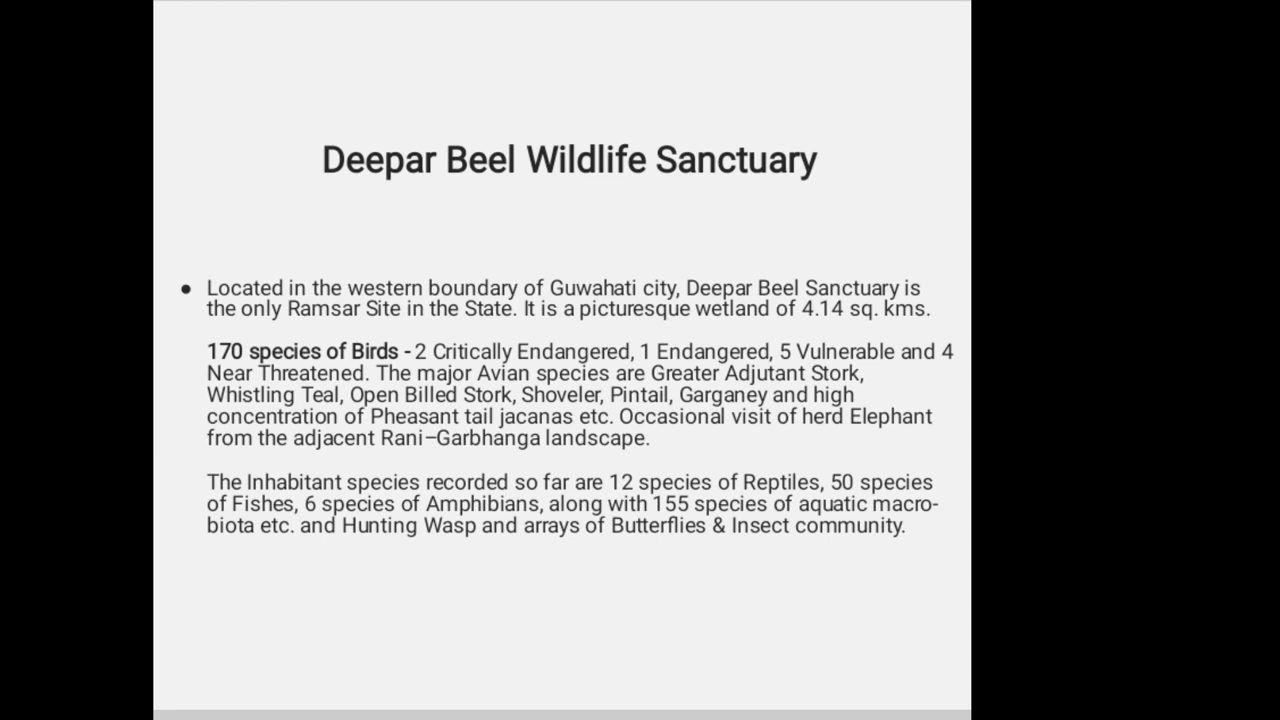 Deepar Beel Wildlife Sanctuary
● Located in the western boundary of Guwahati city, Deepar Beel Sanctuary is
the only Ramsar Site in the State. It is a picturesque wetland of 4.14 sq. kms.
170 species of Birds - 2 Critically Endangered, 1 Endangered, 5 Vulnerable and 4
Near Threatened. The major Avian species are Greater Adjutant Stork,
Whistling Teal, Open Billed Stork, Shoveler, Pintail, Garganey and high
concentration of Pheasant tail jacanas etc. Occasional visit of herd Elephant
from the adjacent Rani–Garbhanga landscape.
The Inhabitant species recorded so far are 12 species of Reptiles, 50 species
of Fishes, 6 species of Amphibians, along with 155 species of aquatic macro-
biota etc. and Hunting Wasp and arrays of Butterflies & Insect community.